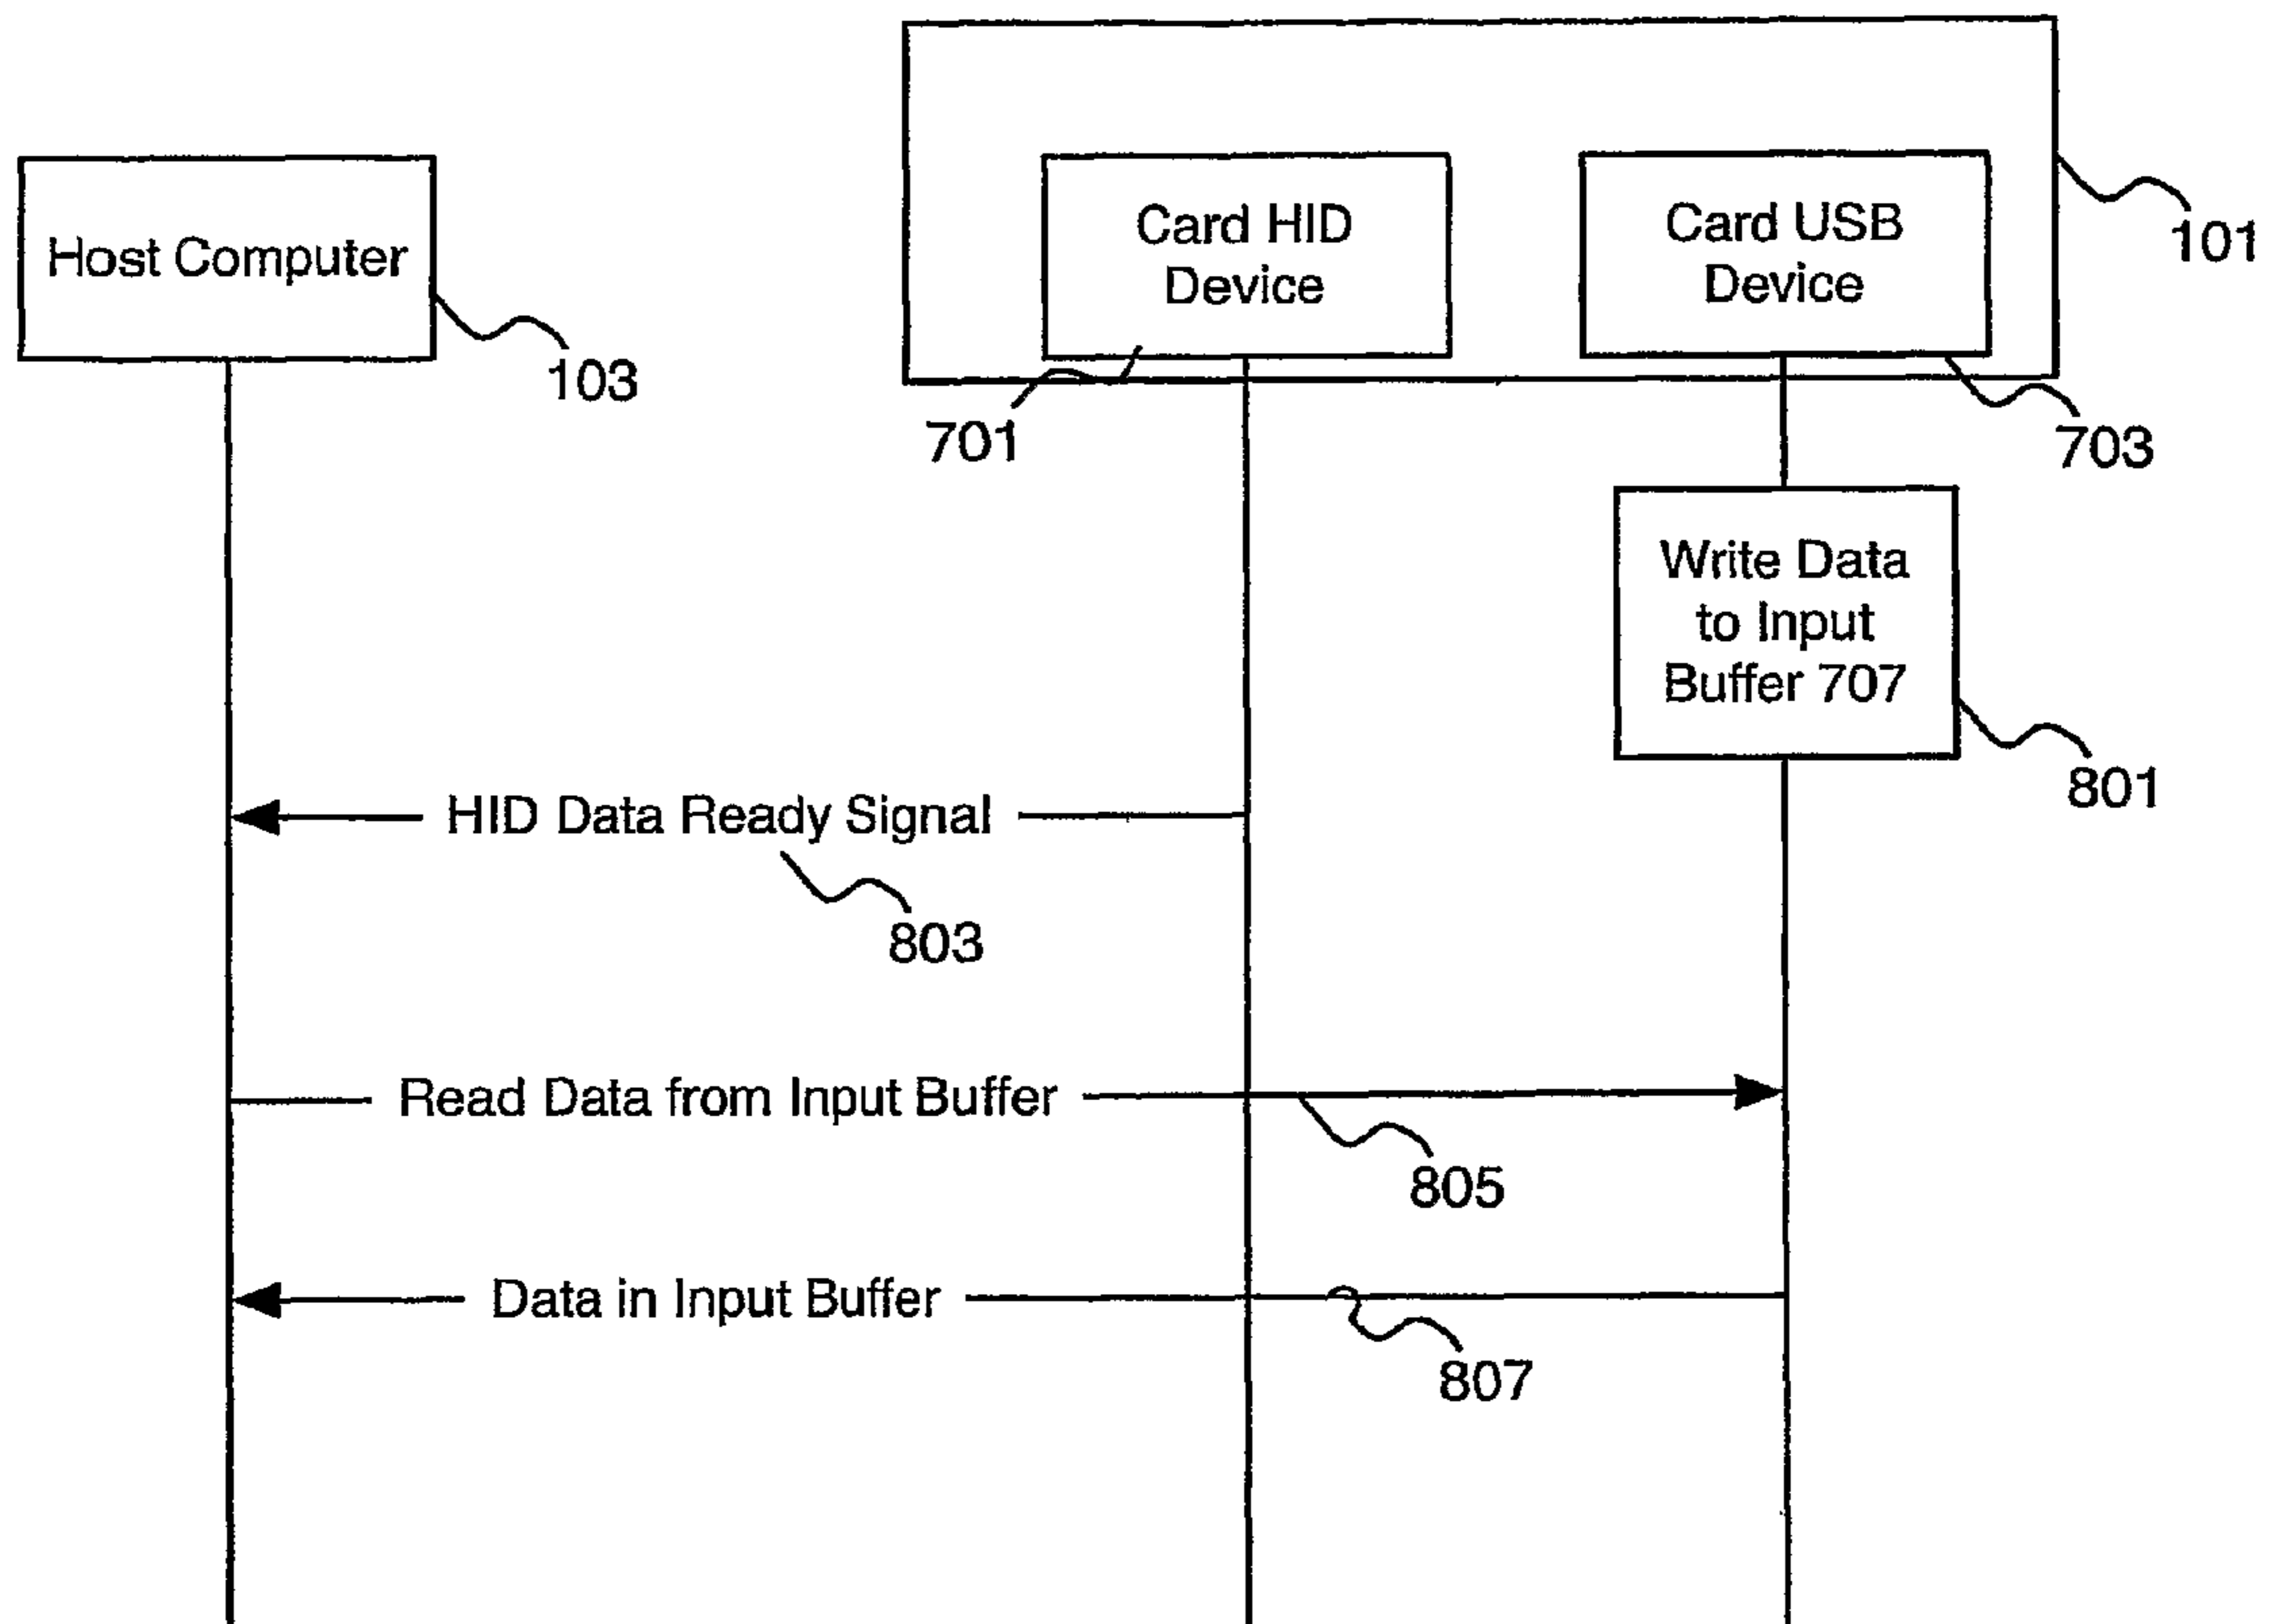 Host Computer
103
Card HID
Device
701
Card USB
Device
703
101
Write Data
to Input
Buffer 707
801
HID Data Ready Signal
803
Read Data from Input Buffer
805
Data in Input Buffer
807